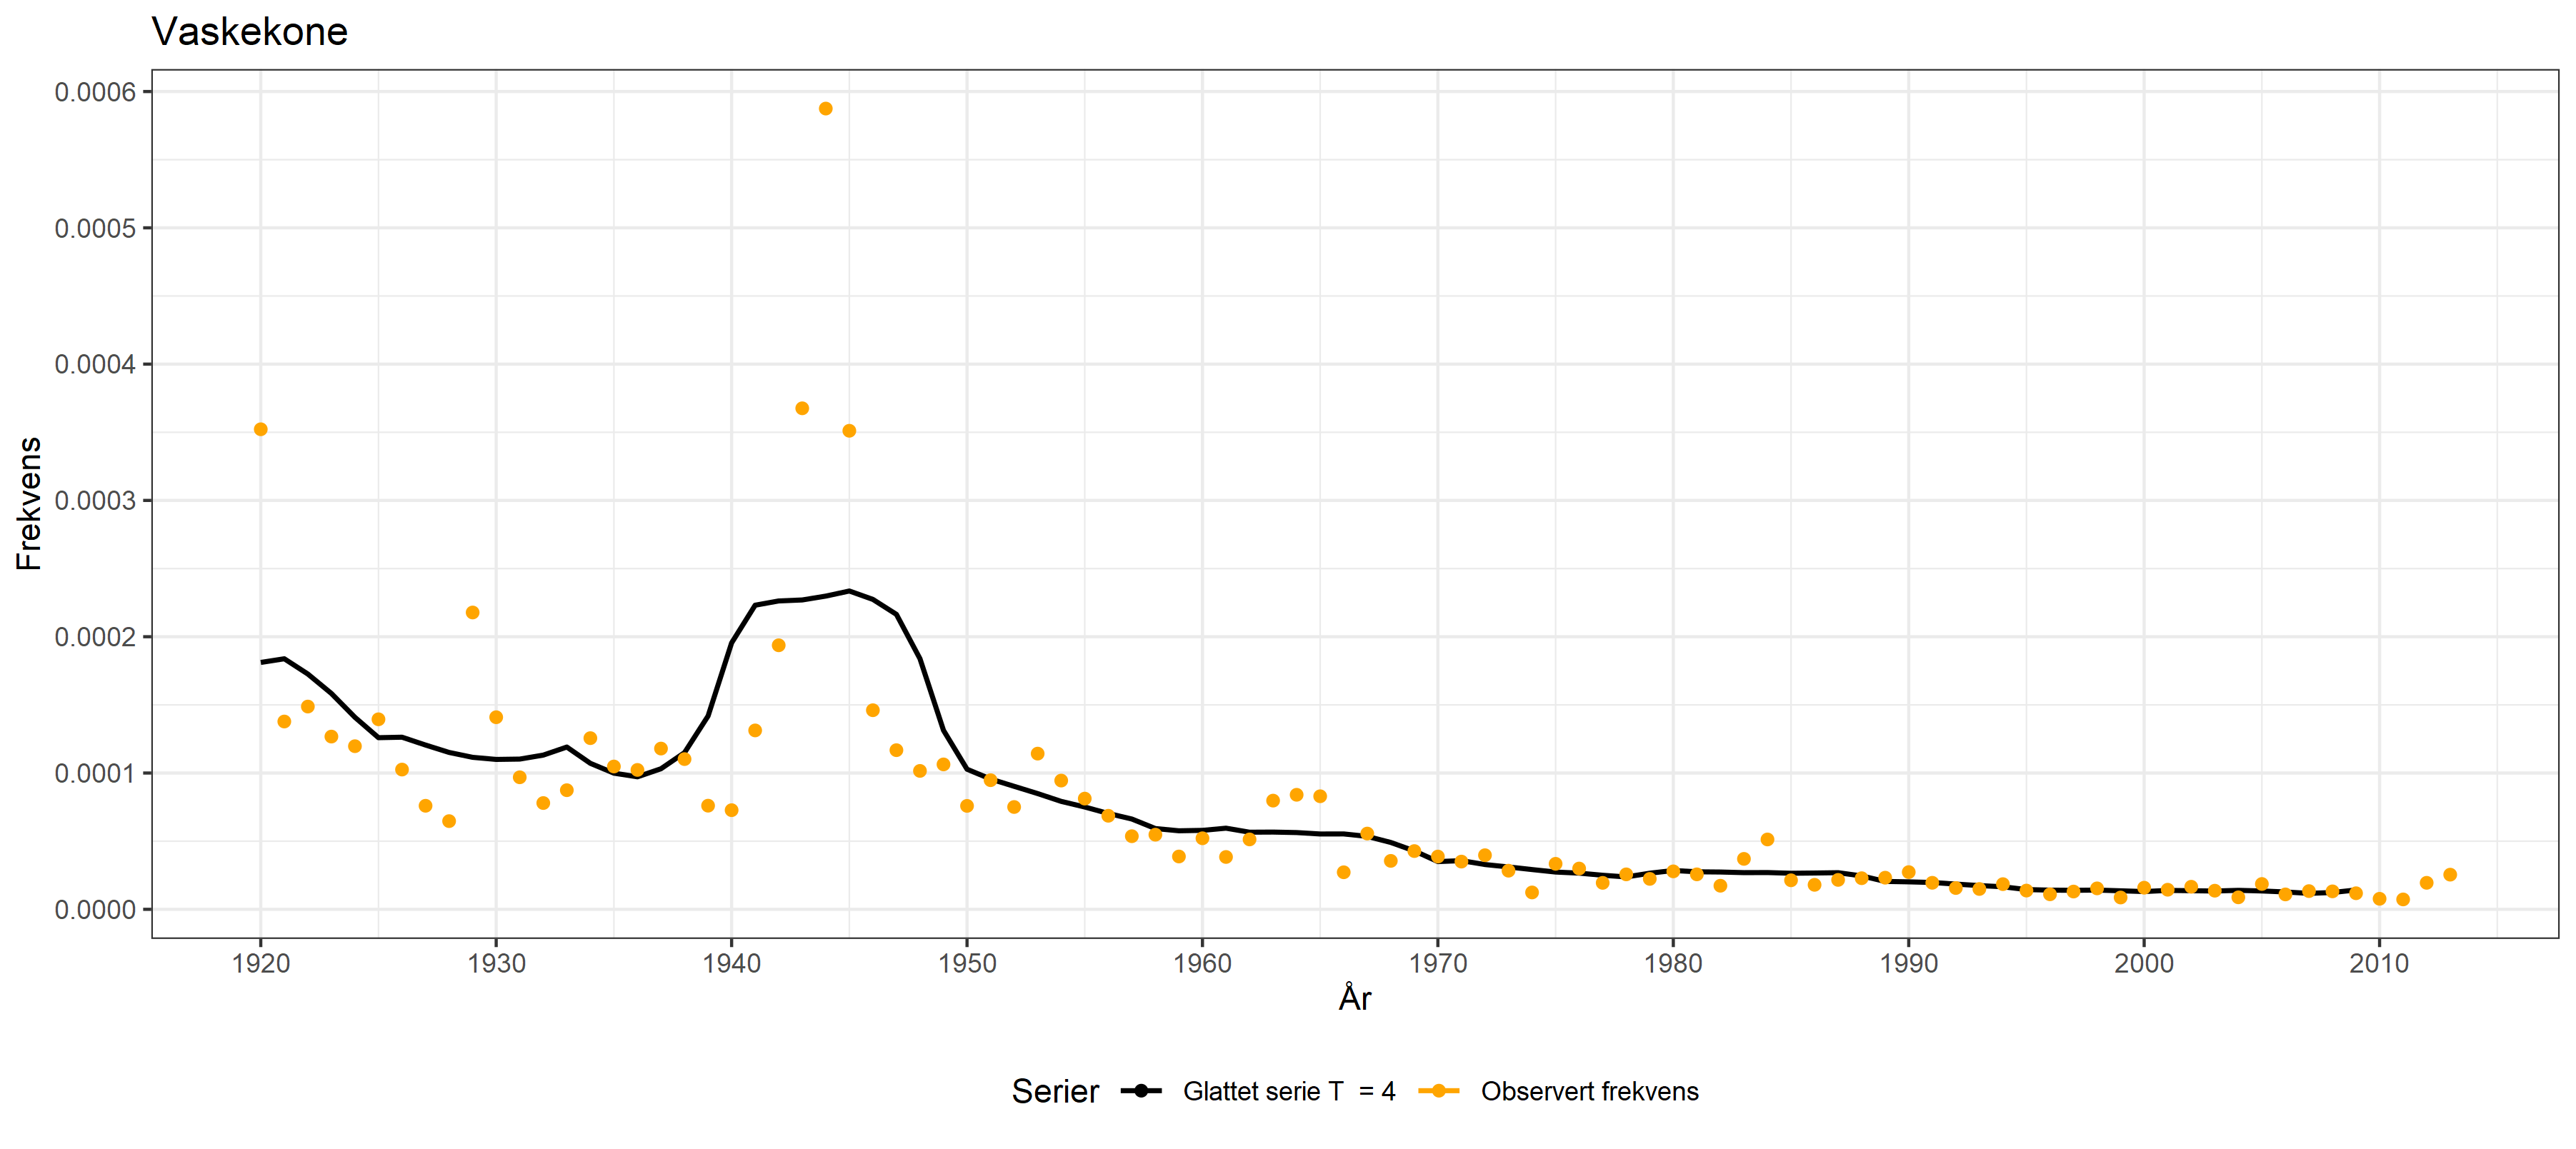 Vaskekone
0.0006
0.0005
0.0004
0.0003
0.0002
0.0001
0.0000
Frekvens
1920 1930 1940 1950 1960 1970 1980 1990 2000 2010
År
Serier Glattet serie T  = 4 Observert frekvens